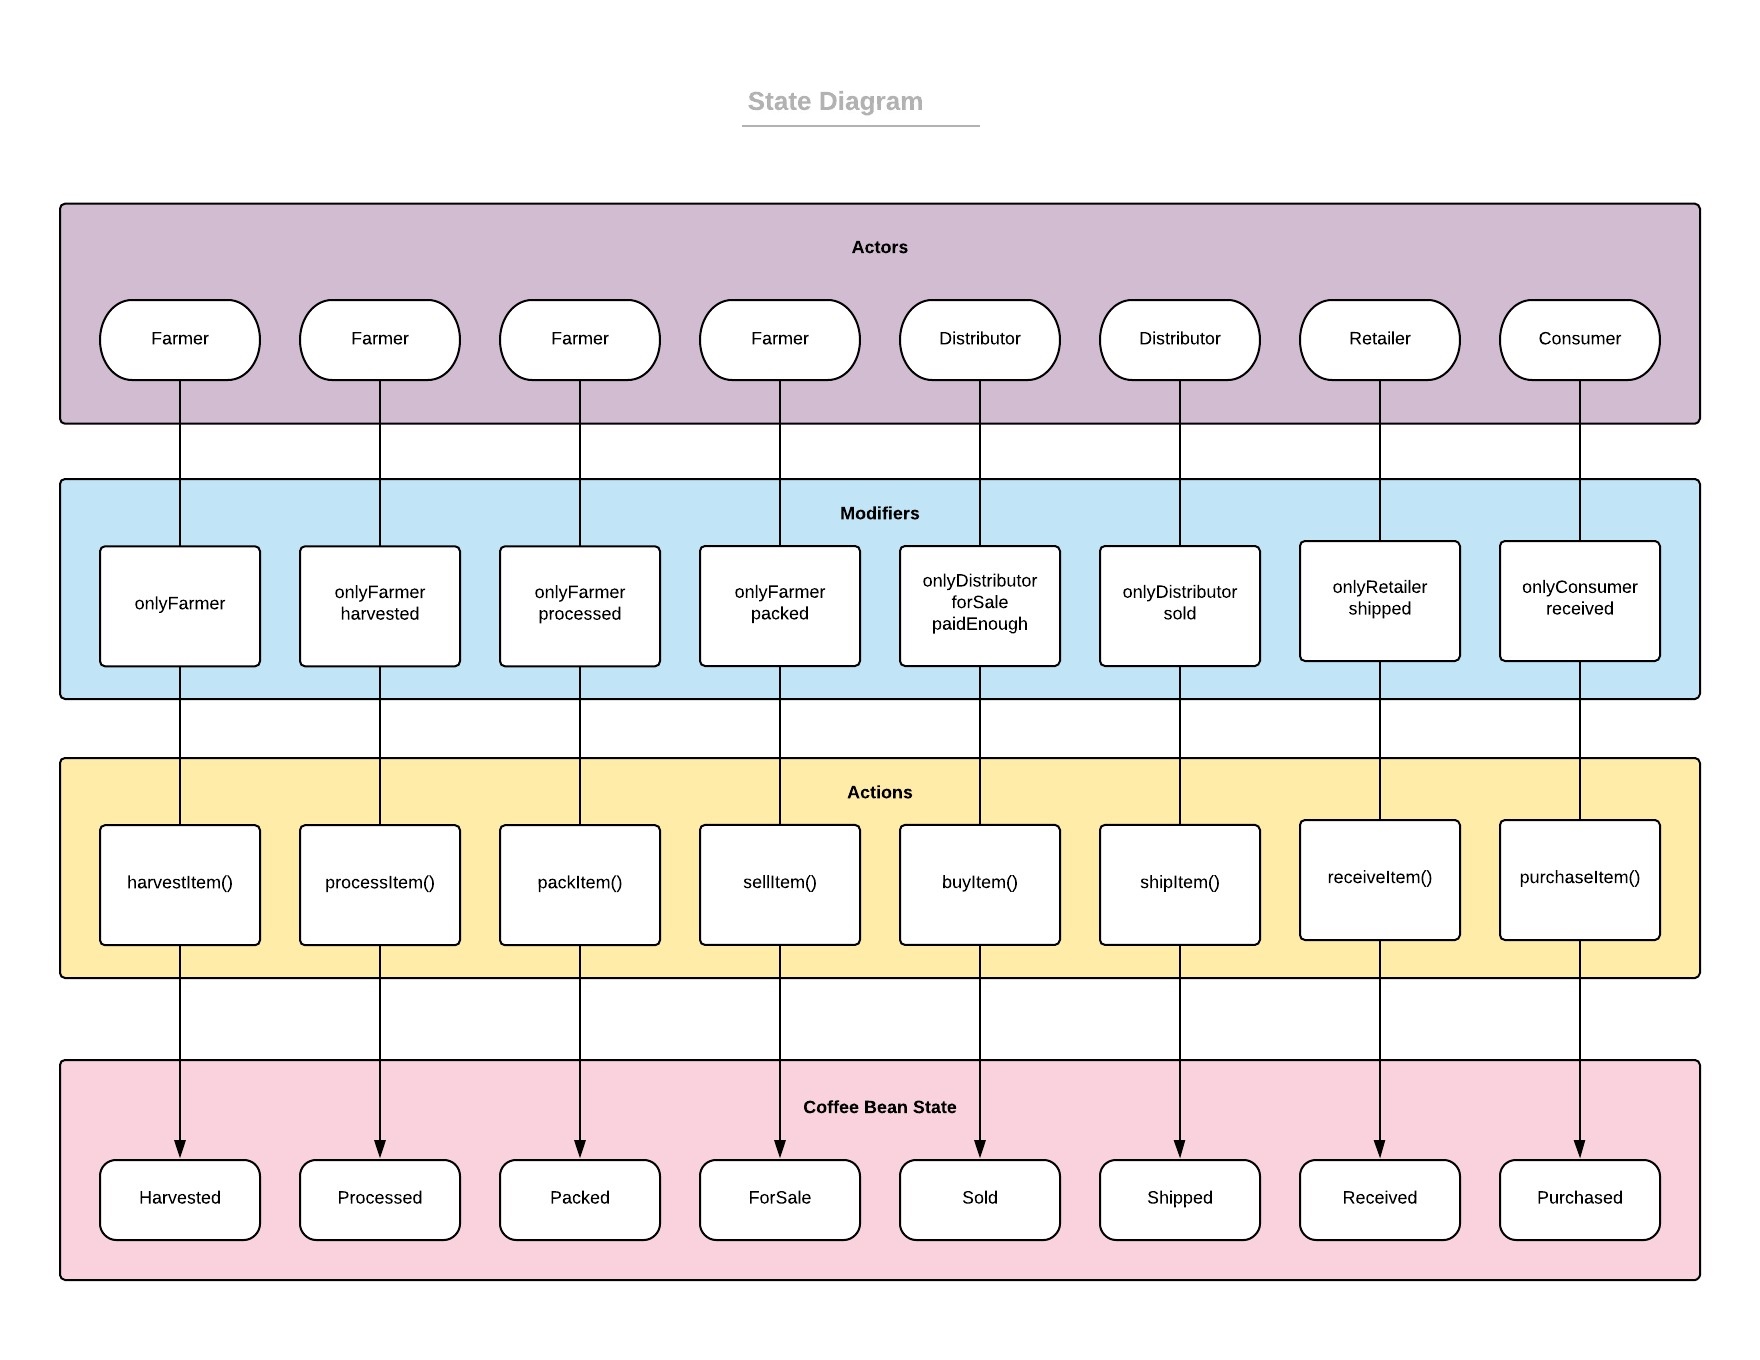 State Diagram
Actors
Farmer
Farmer
Farmer
Farmer
Distributor
Distributor
Retailer
Consumer
Modifiers
onlyFarmer
onlyFarmer
harvested
onlyFarmer
processed
onlyFarmer
packed
onlyDistributor
forSale
paidEnough
onlyDistributor
sold
onlyRetailer
shipped
onlyConsumer
received
Actions
harvestItem()
processItem()
packItem()
sellItem()
buyItem()
shipItem()
receiveItem()
purchaseItem()
Coffee Bean State
Harvested
Processed
Packed
ForSale
Sold
Shipped
Received
Purchased